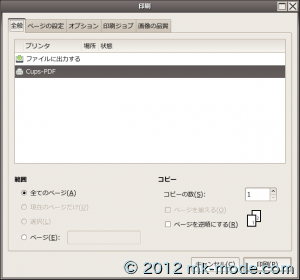 印刷
全般 ページの設定 オプション 印刷ジョブ 画像の品質
プリンタ 場所 状態
ファイルに出力する
Cups-PDF
範囲
全てのページ(A)
現在のページだけ(U)
選択(L)
ページ(E):
コピー
コピーの数(S): 1
ページを揃える(O)
ページを逆順にする(R)
キャンセル(C) 印刷(P)
© 2012 mk-mode.com